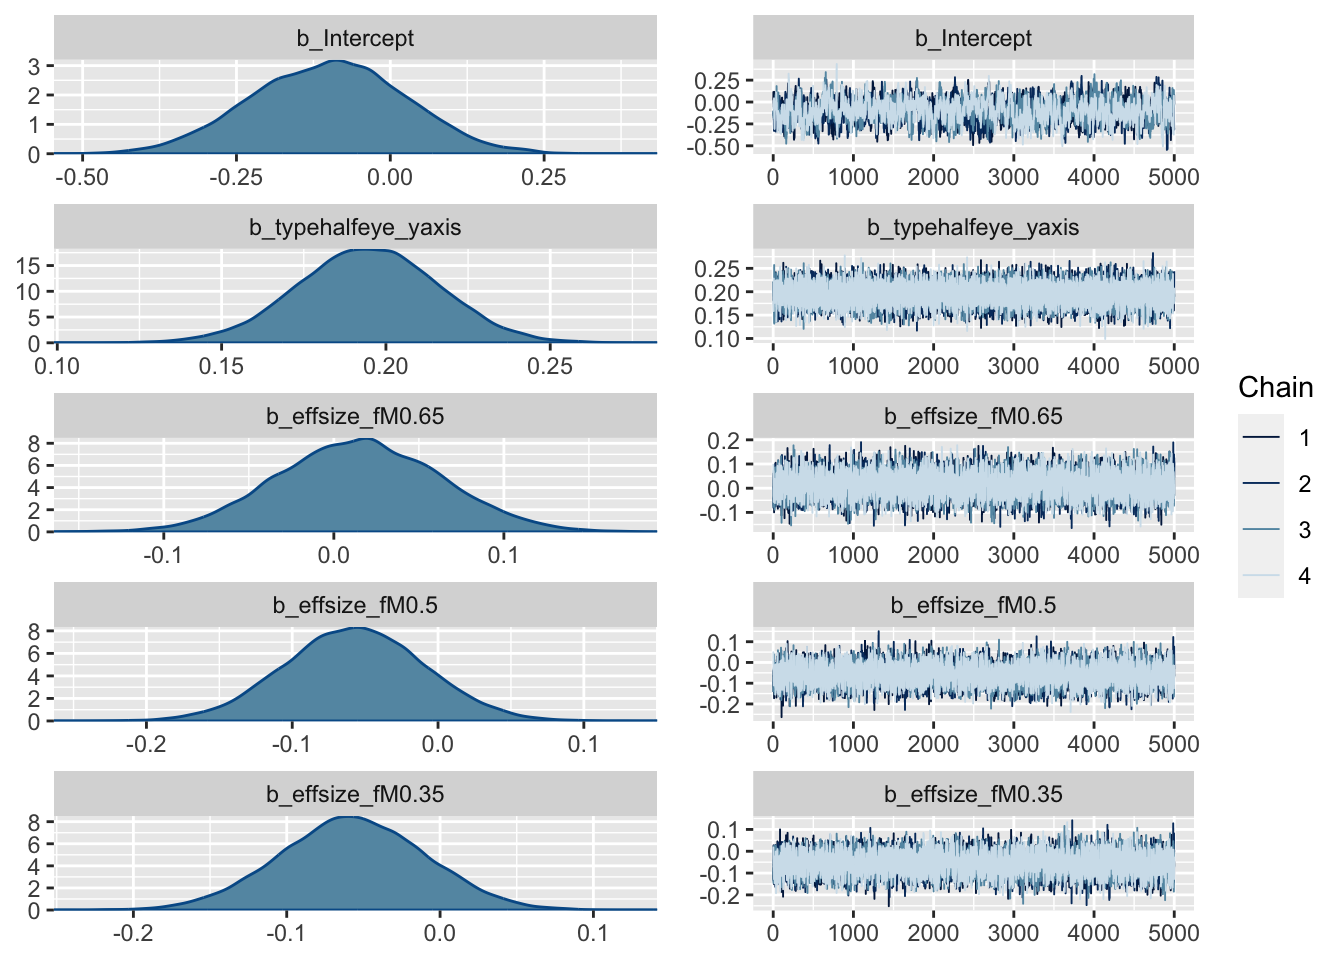 b_Intercept
3
2
1
0
-0.50 -0.25 0.00 0.25
b_Intercept
0.25
0.00
-0.25
-0.50
0 1000 2000 3000 4000 5000
b_typehalfeye_yaxis
15
10
5
0
0.10 0.15 0.20 0.25
b_typehalfeye_yaxis
0.25
0.20
0.15
0.10
0 1000 2000 3000 4000 5000
b_effsize_fM0.65
8
6
4
2
0
-0.1 0.0 0.1
b_effsize_fM0.65
0.2
0.1
0.0
-0.1
0 1000 2000 3000 4000 5000
b_effsize_fM0.5
8
6
4
2
0
-0.2 -0.1 0.0 0.1
b_effsize_fM0.5
0.1
0.0
-0.1
-0.2
0 1000 2000 3000 4000 5000
b_effsize_fM0.35
8
6
4
2
0
-0.2 -0.1 0.0 0.1
b_effsize_fM0.35
0.1
0.0
-0.1
-0.2
0 1000 2000 3000 4000 5000
Chain
1
2
3
4